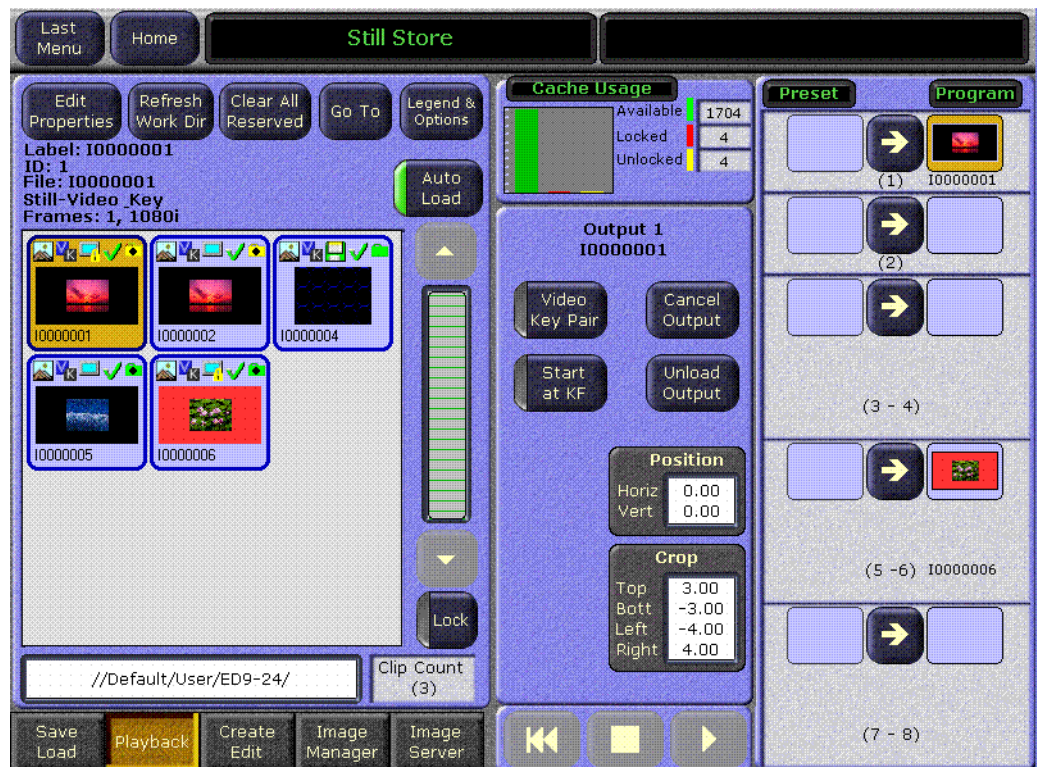 Last
Menu
Home
Still Store
Edit
Properties
Refresh
Work Dir
Clear All
Reserved
Go To
Legend &
Options
Label: I0000001
ID: 1
File: I0000001
Still-Video_Key
Frames: 1, 1080i
Auto
Load
VK
I0000001
VK
I0000002
VK
I0000004
VK
I0000005
VK
I0000006
Lock
//Default/User/ED9-24/
Clip Count
(3)
Save
Load
Playback
Create
Edit
Image
Manager
Image
Server
Cache Usage
Available 1704
Locked 4
Unlocked 4
Output 1
I0000001
Video
Key Pair
Cancel
Output
Start
at KF
Unload
Output
Position
Horiz 0.00
Vert 0.00
Crop
Top 3.00
Bott -3.00
Left -4.00
Right 4.00
Preset
Program
(1) I0000001
(2)
(3 - 4)
(5 -6) I0000006
(7 - 8)